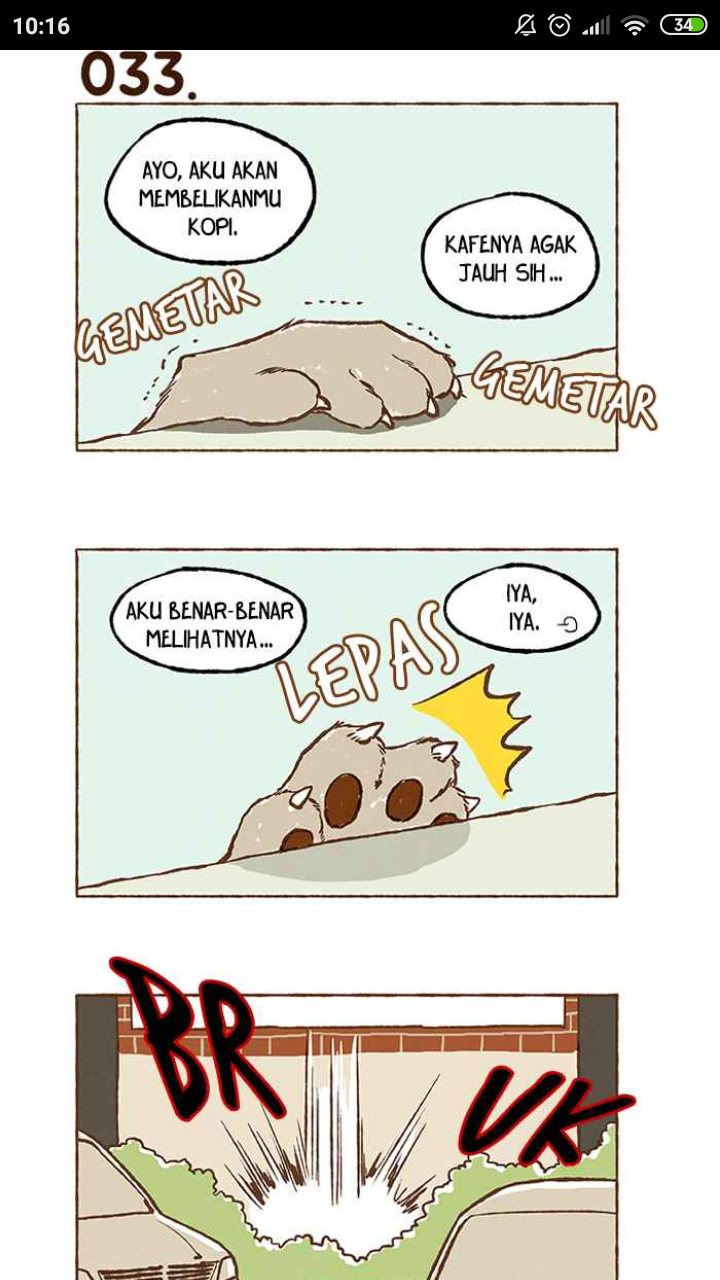 10:16
34
033.
AYO, AKU AKAN
MEMBELIKANMU
KOPI.
KAFENYA AGAK
JAUH SIH...
GEMETAR
GEMETAR
AKU BENAR-BENAR
MELIHATNYA...
IYA,
IYA.
LEPAS
BR
UK